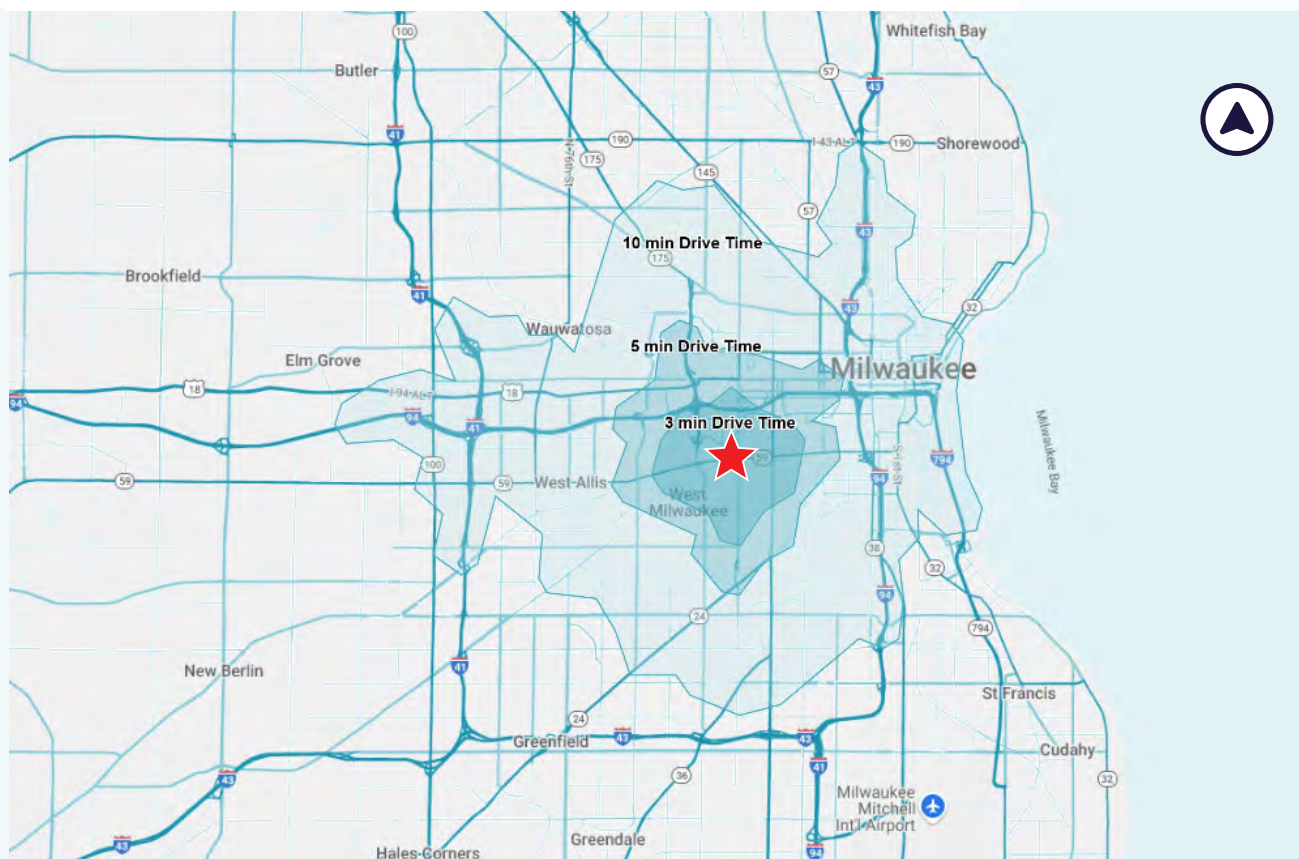 Whitefish Bay
100
Butler
57
43
41
190
I-43 ALT
190
Shorewood
N 76th St
175
145
57
43
10 min Drive Time
175
Brookfield
41
43
32
Wauwatosa
5 min Drive Time
Elm Grove
Milwaukee
18
I-94 ALT
18
94
94
3 min Drive Time
41
59
Milwaukee Bay
100
S 1st St
794
59
59
West Allis
94
West
Milwaukee
38
32
94
24
794
41
New Berlin
St Francis
24
Greenfield
43
43
Cudahy
43
36
41
32
Milwaukee
Mitchell
Int'l Airport
43
Greendale
Hales Corners
94